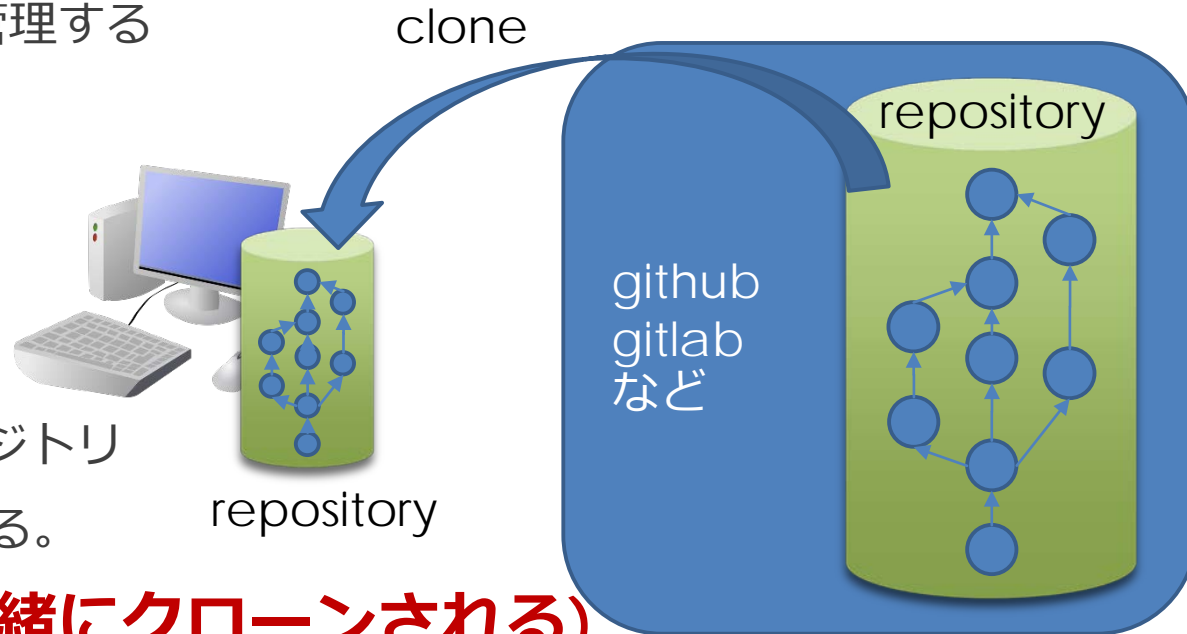 管理する
clone
repository
github
gitlab
など
ジトリ
repository
る。
緒にクローンされる)